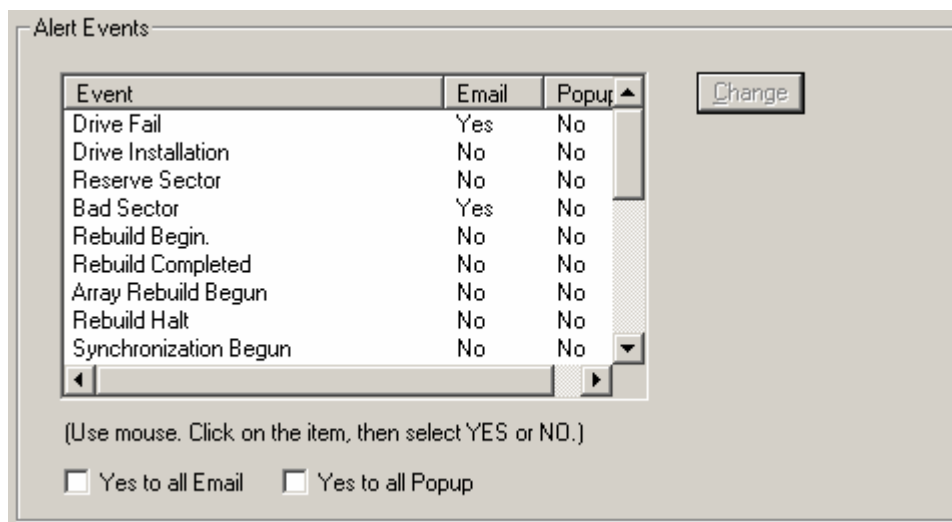 Alert Events
Event Email Popup
Change
Drive Fail Yes No
Drive Installation No No
Reserve Sector No No
Bad Sector Yes No
Rebuild Begin. No No
Rebuild Completed No No
Array Rebuild Begun No No
Rebuild Halt No No
Synchronization Begun No No
(Use mouse. Click on the item, then select YES or NO.)
Yes to all Email Yes to all Popup